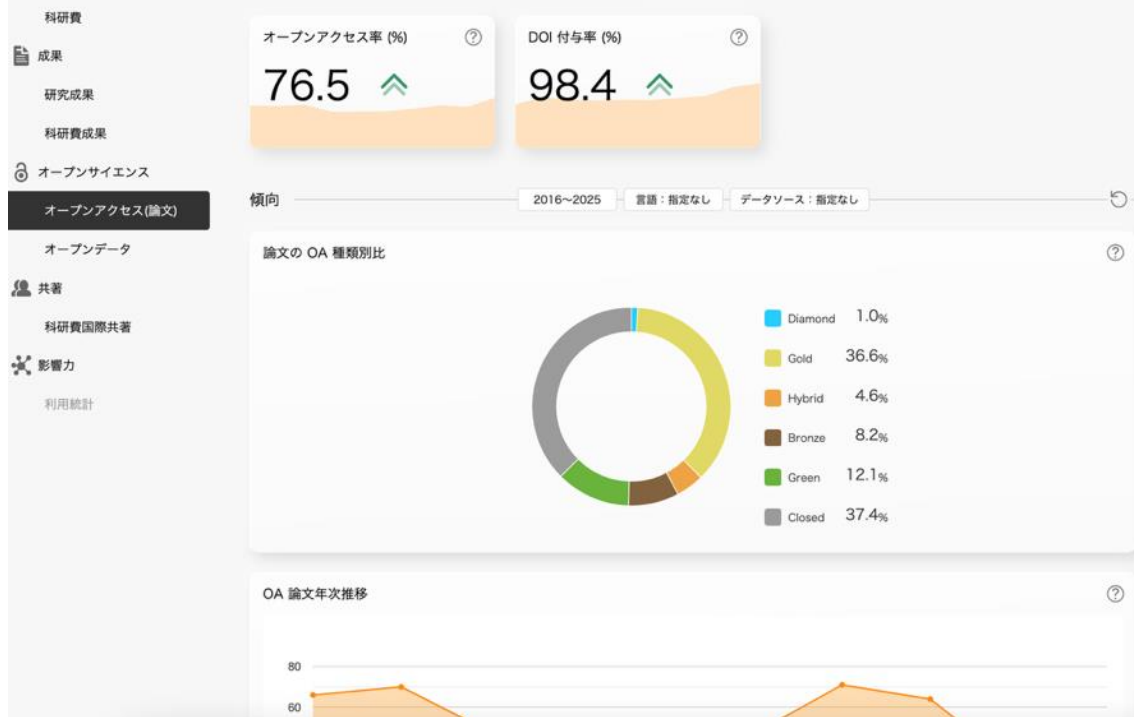 科研費
成果
研究成果
科研費成果
オープンサイエンス
オープンアクセス(論文)
オープンデータ
共著
科研費国際共著
影響力
利用統計
オープンアクセス率 (%)
?
76.5
DOI 付与率 (%)
?
98.4
傾向
2016~2025
言語:指定なし
データソース:指定なし
論文の OA 種類別比
?
Diamond 1.0%
Gold 36.6%
Hybrid 4.6%
Bronze 8.2%
Green 12.1%
Closed 37.4%
OA 論文年次推移
?
80
60